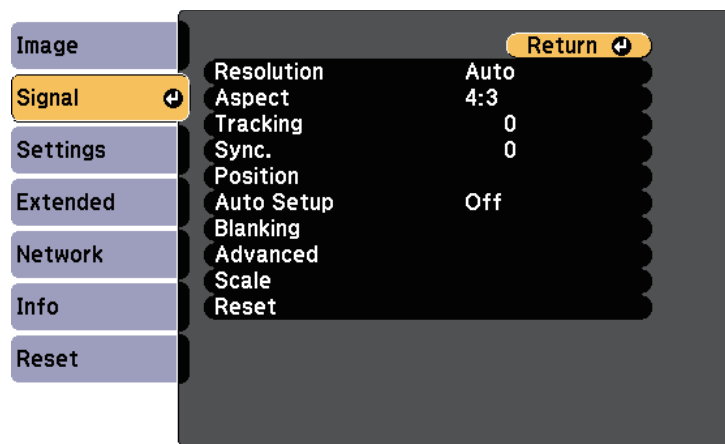 Image
Signal
Settings
Extended
Network
Info
Reset
Return
Resolution Auto
Aspect 4:3
Tracking 0
Sync. 0
Position
Auto Setup Off
Blanking
Advanced
Scale
Reset